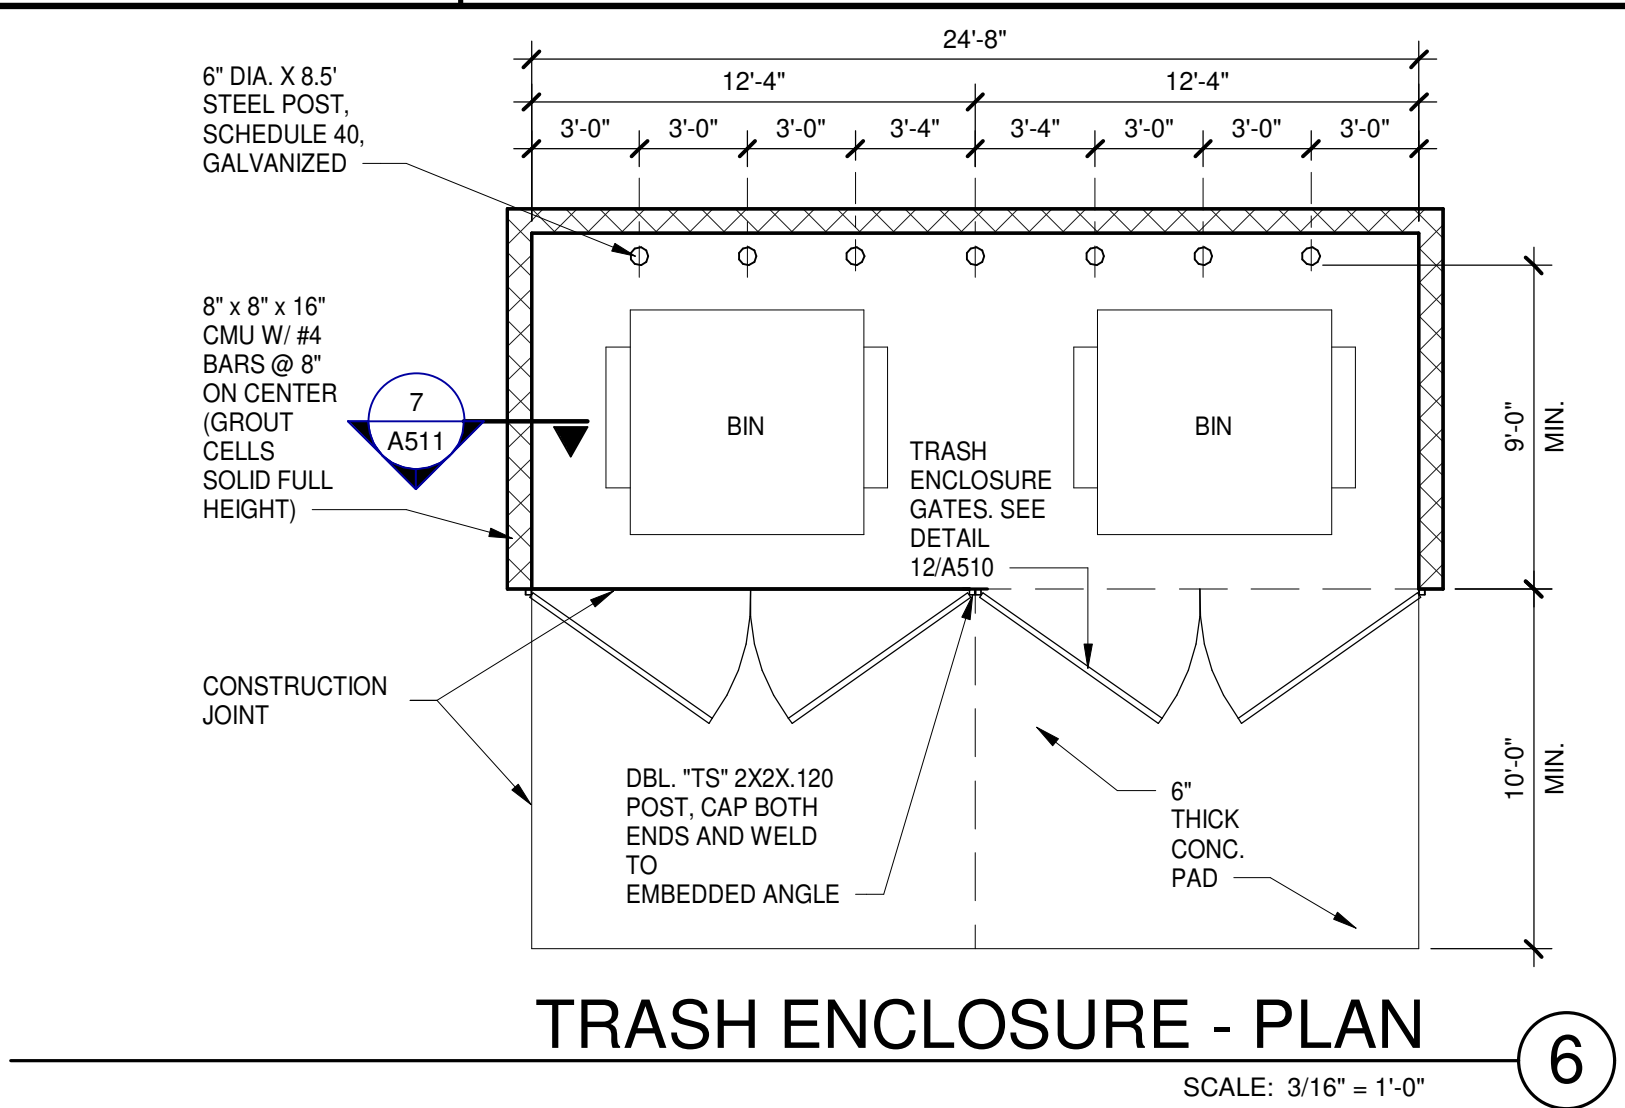 24'-8"
12'-4" 12'-4"
3'-0" 3'-0" 3'-0" 3'-4" 3'-4" 3'-0" 3'-0" 3'-0"
6" DIA. X 8.5'
STEEL POST,
SCHEDULE 40,
GALVANIZED
8" x 8" x 16"
CMU W/ #4
BARS @ 8"
ON CENTER
(GROUT
CELLS
SOLID FULL
HEIGHT)
7
A511
BIN
BIN
TRASH
ENCLOSURE
GATES. SEE
DETAIL
12/A510
9'-0"
MIN.
CONSTRUCTION
JOINT
DBL. "TS" 2X2X.120
POST, CAP BOTH
ENDS AND WELD
TO
EMBEDDED ANGLE
6"
THICK
CONC.
PAD
10'-0"
MIN.
TRASH ENCLOSURE - PLAN
6
SCALE: 3/16" = 1'-0"